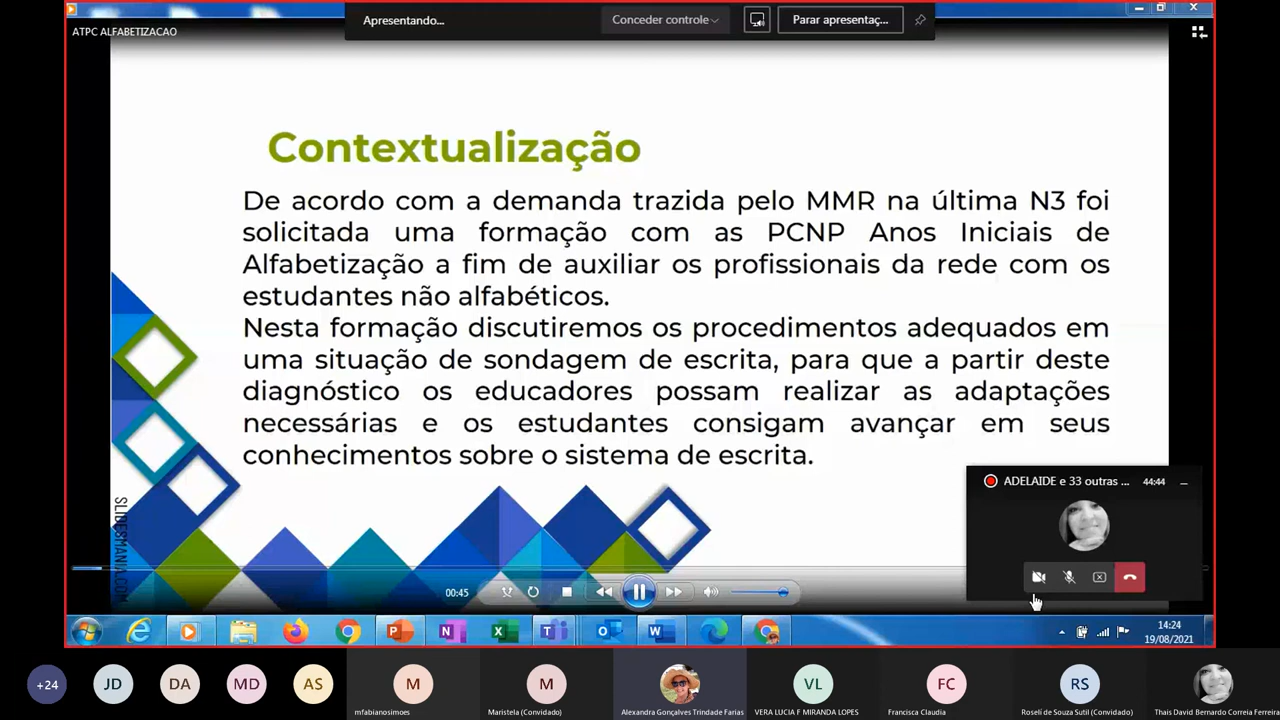 Apresentando...
Conceder controle
Parar apresentaç...
ATPC ALFABETIZACAO
Contextualização
De acordo com a demanda trazida pelo MMR na última N3 foi
solicitada uma formação com as PCNP Anos Iniciais de
Alfabetização a fim de auxiliar os profissionais da rede com os
estudantes não alfabéticos.
Nesta formação discutiremos os procedimentos adequados em
uma situação de sondagem de escrita, para que a partir deste
diagnóstico os educadores possam realizar as adaptações
necessárias e os estudantes consigam avançar em seus
conhecimentos sobre o sistema de escrita.
SLIDESMANIA.COM
ADELAIDE e 33 outras ...
44:44
00:45
14:24
19/08/2021
+24
JD
DA
MD
AS
M
mfabianosimoes
M
Maristela (Convidado)
Alexandra Gonçalves Trindade Farias
VL
VERA LUCIA F MIRANDA LOPES
FC
Francisca Claudia
RS
Roseli de Souza Sutil (Convidado)
Thais David Bernardo Correia Ferreira